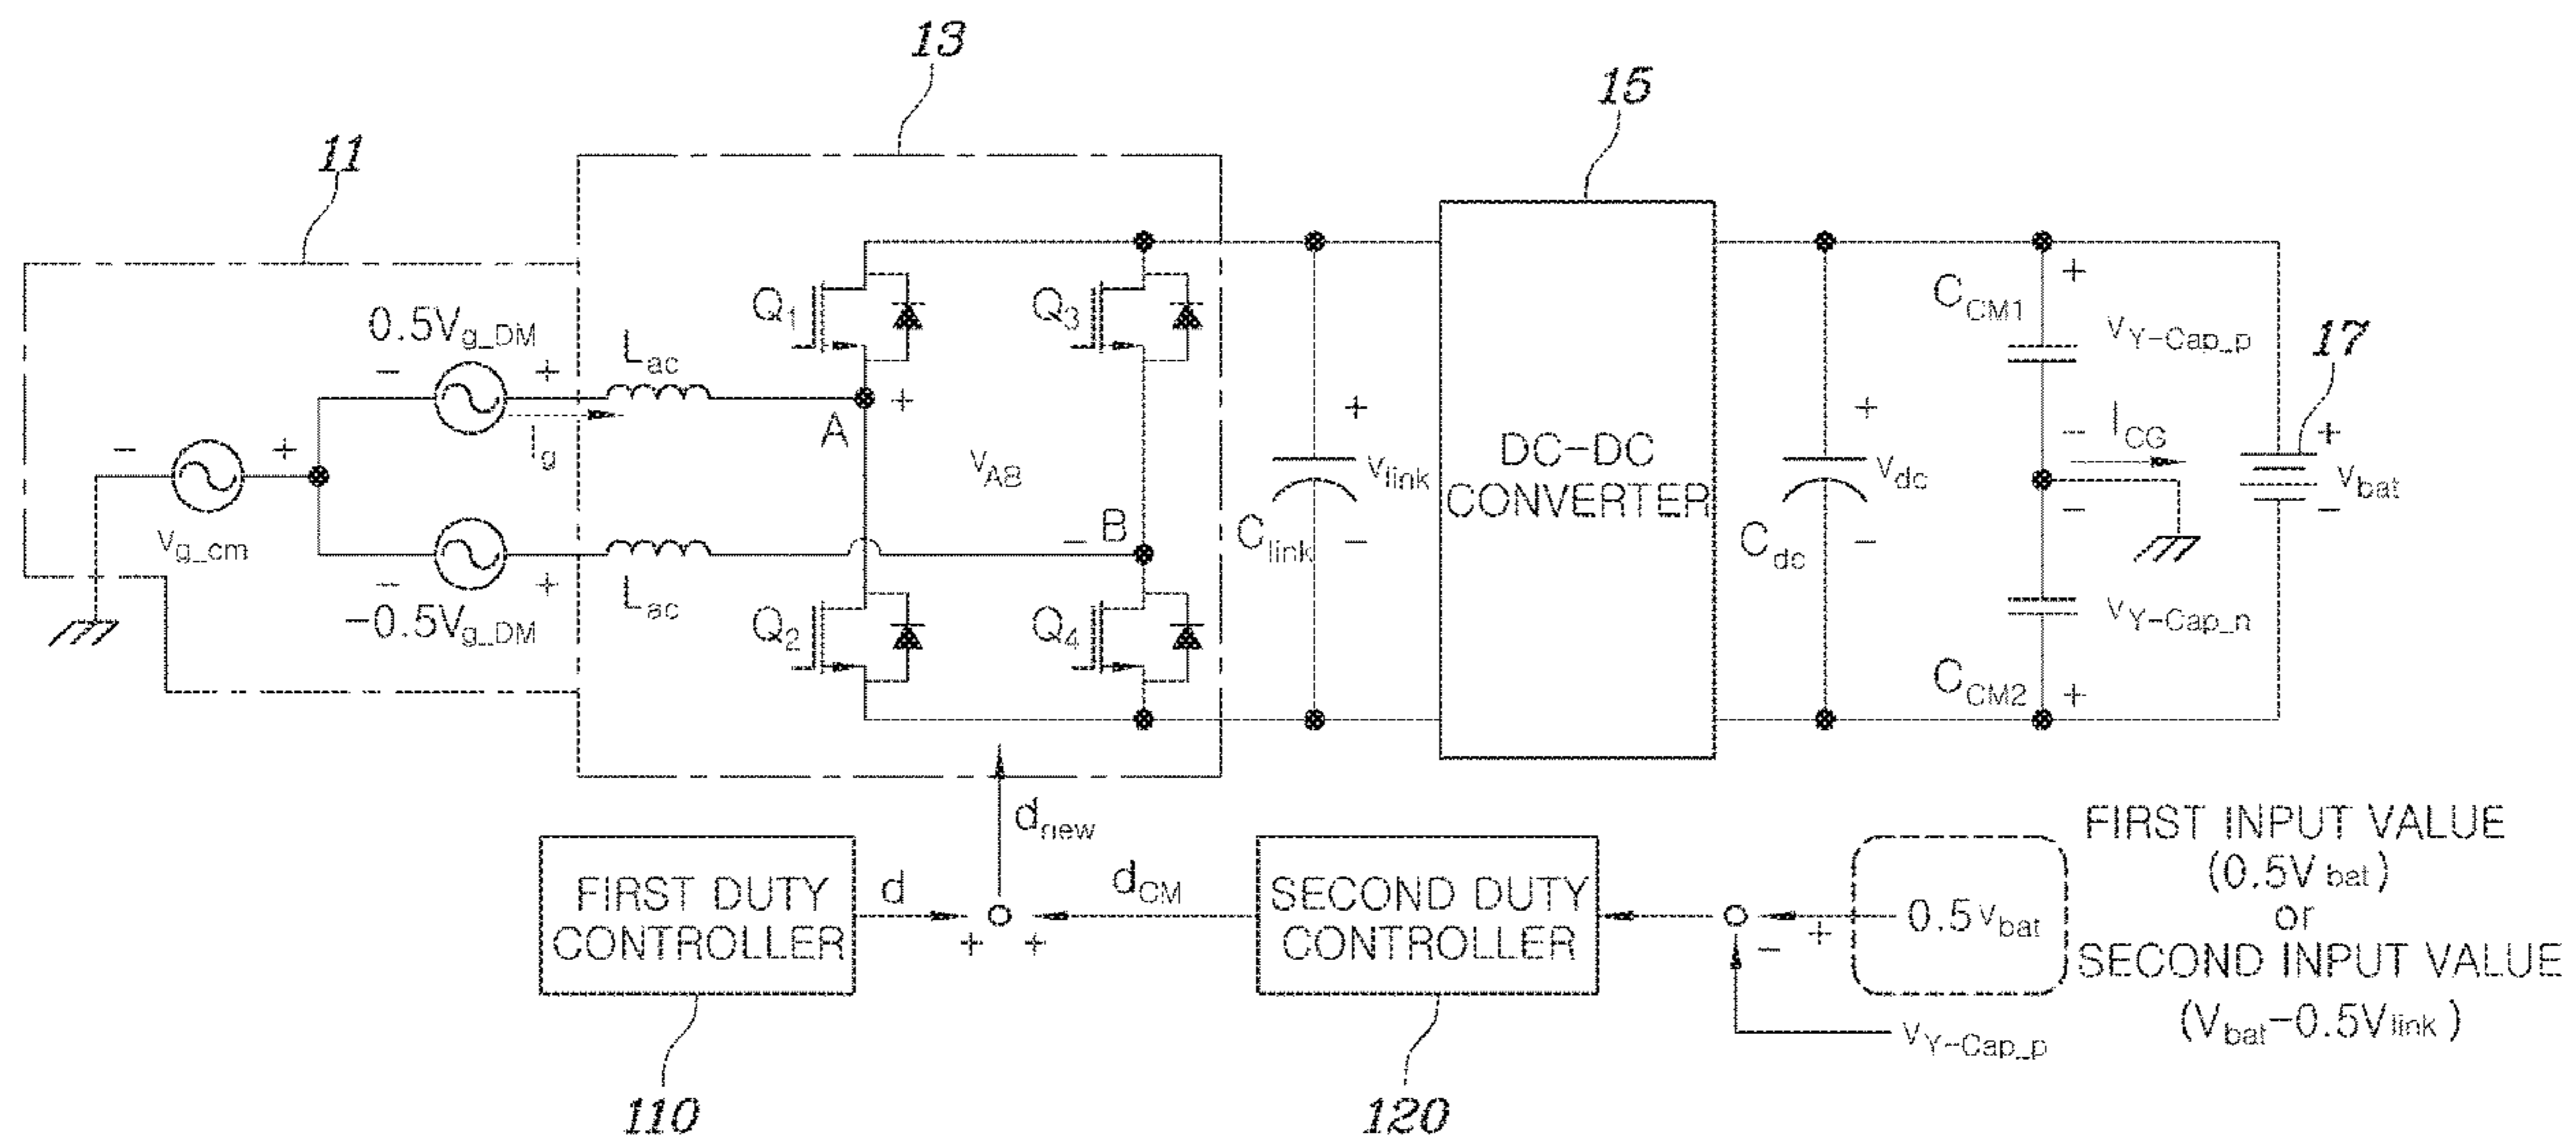 13
15
11
17
0.5Vg_DM
- +
Lac
Ig
- +
Vg_cm
- +
-0.5Vg_DM
Lac
Q1
Q3
A +
VAB
- B
Q2
Q4
+
Vlink
Clink -
DC-DC
CONVERTER
+
Vdc
Cdc -
CCM1 +
VY-Cap_p
- ICG
-
VY-Cap_n
CCM2 +
+
Vbat
-
dnew
FIRST DUTY
CONTROLLER
d
+ +
dCM
SECOND DUTY
CONTROLLER
- +
0.5Vbat
VY-Cap_p
FIRST INPUT VALUE
(0.5Vbat)
or
SECOND INPUT VALUE
(Vbat-0.5Vlink)
110
120